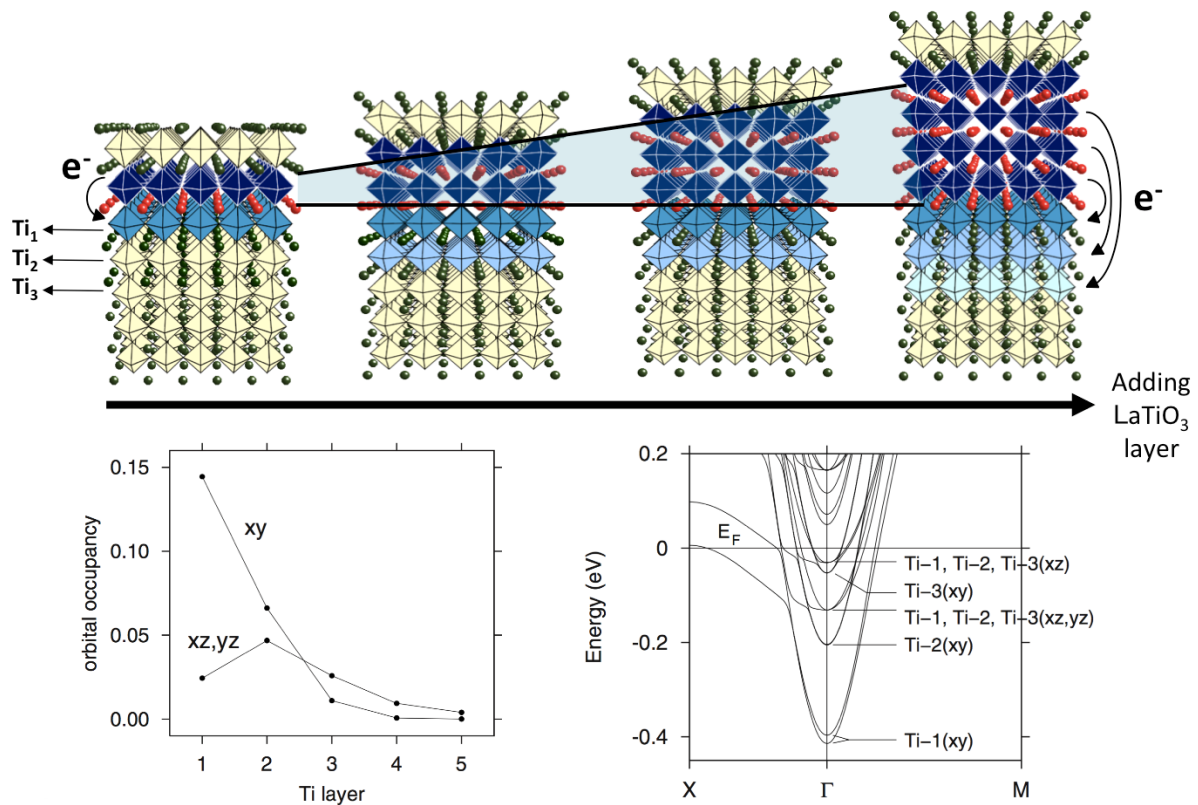 e-
Ti1
Ti2
Ti3
e-
Adding
LaTiO3
layer
0.15
0.10
0.05
0.00
orbital occupancy
xy
xz,yz
1 2 3 4 5
Ti layer
0.2
0
-0.2
-0.4
Energy (eV)
EF
Ti−1, Ti−2, Ti−3(xz)
Ti−3(xy)
Ti−1, Ti−2, Ti−3(xz,yz)
Ti−2(xy)
Ti−1(xy)
X Γ M